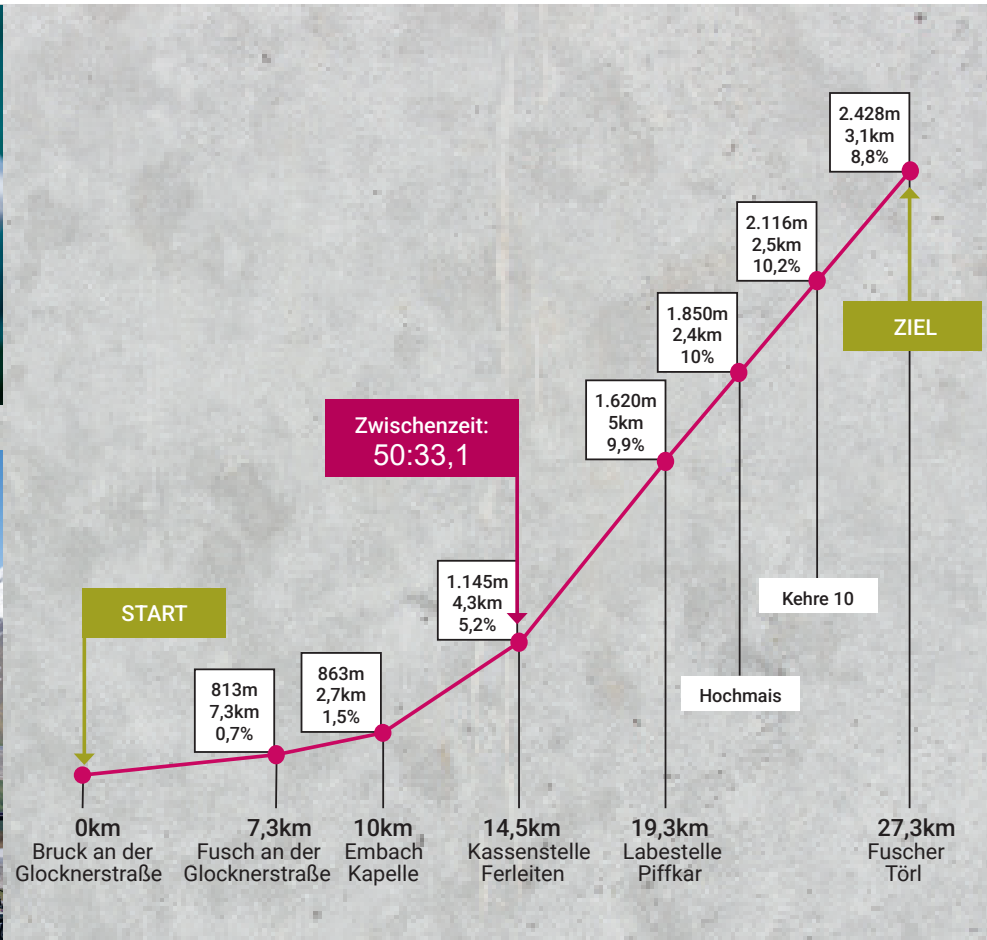 2.428m
3,1km
8,8%
2.116m
2,5km
10,2%
ZIEL
1.850m
2,4km
10%
1.620m
5km
9,9%
Zwischenzeit:
50:33,1
1.145m
4,3km
5,2%
START
Kehre 10
863m
2,7km
1,5%
813m
7,3km
0,7%
Hochmais
0km
Bruck an der
Glocknerstraße
7,3km
Fusch an der
Glocknerstraße
10km
Embach
Kapelle
14,5km
Kassenstelle
Ferleiten
19,3km
Labestelle
Piffkar
27,3km
Fuscher
Törl